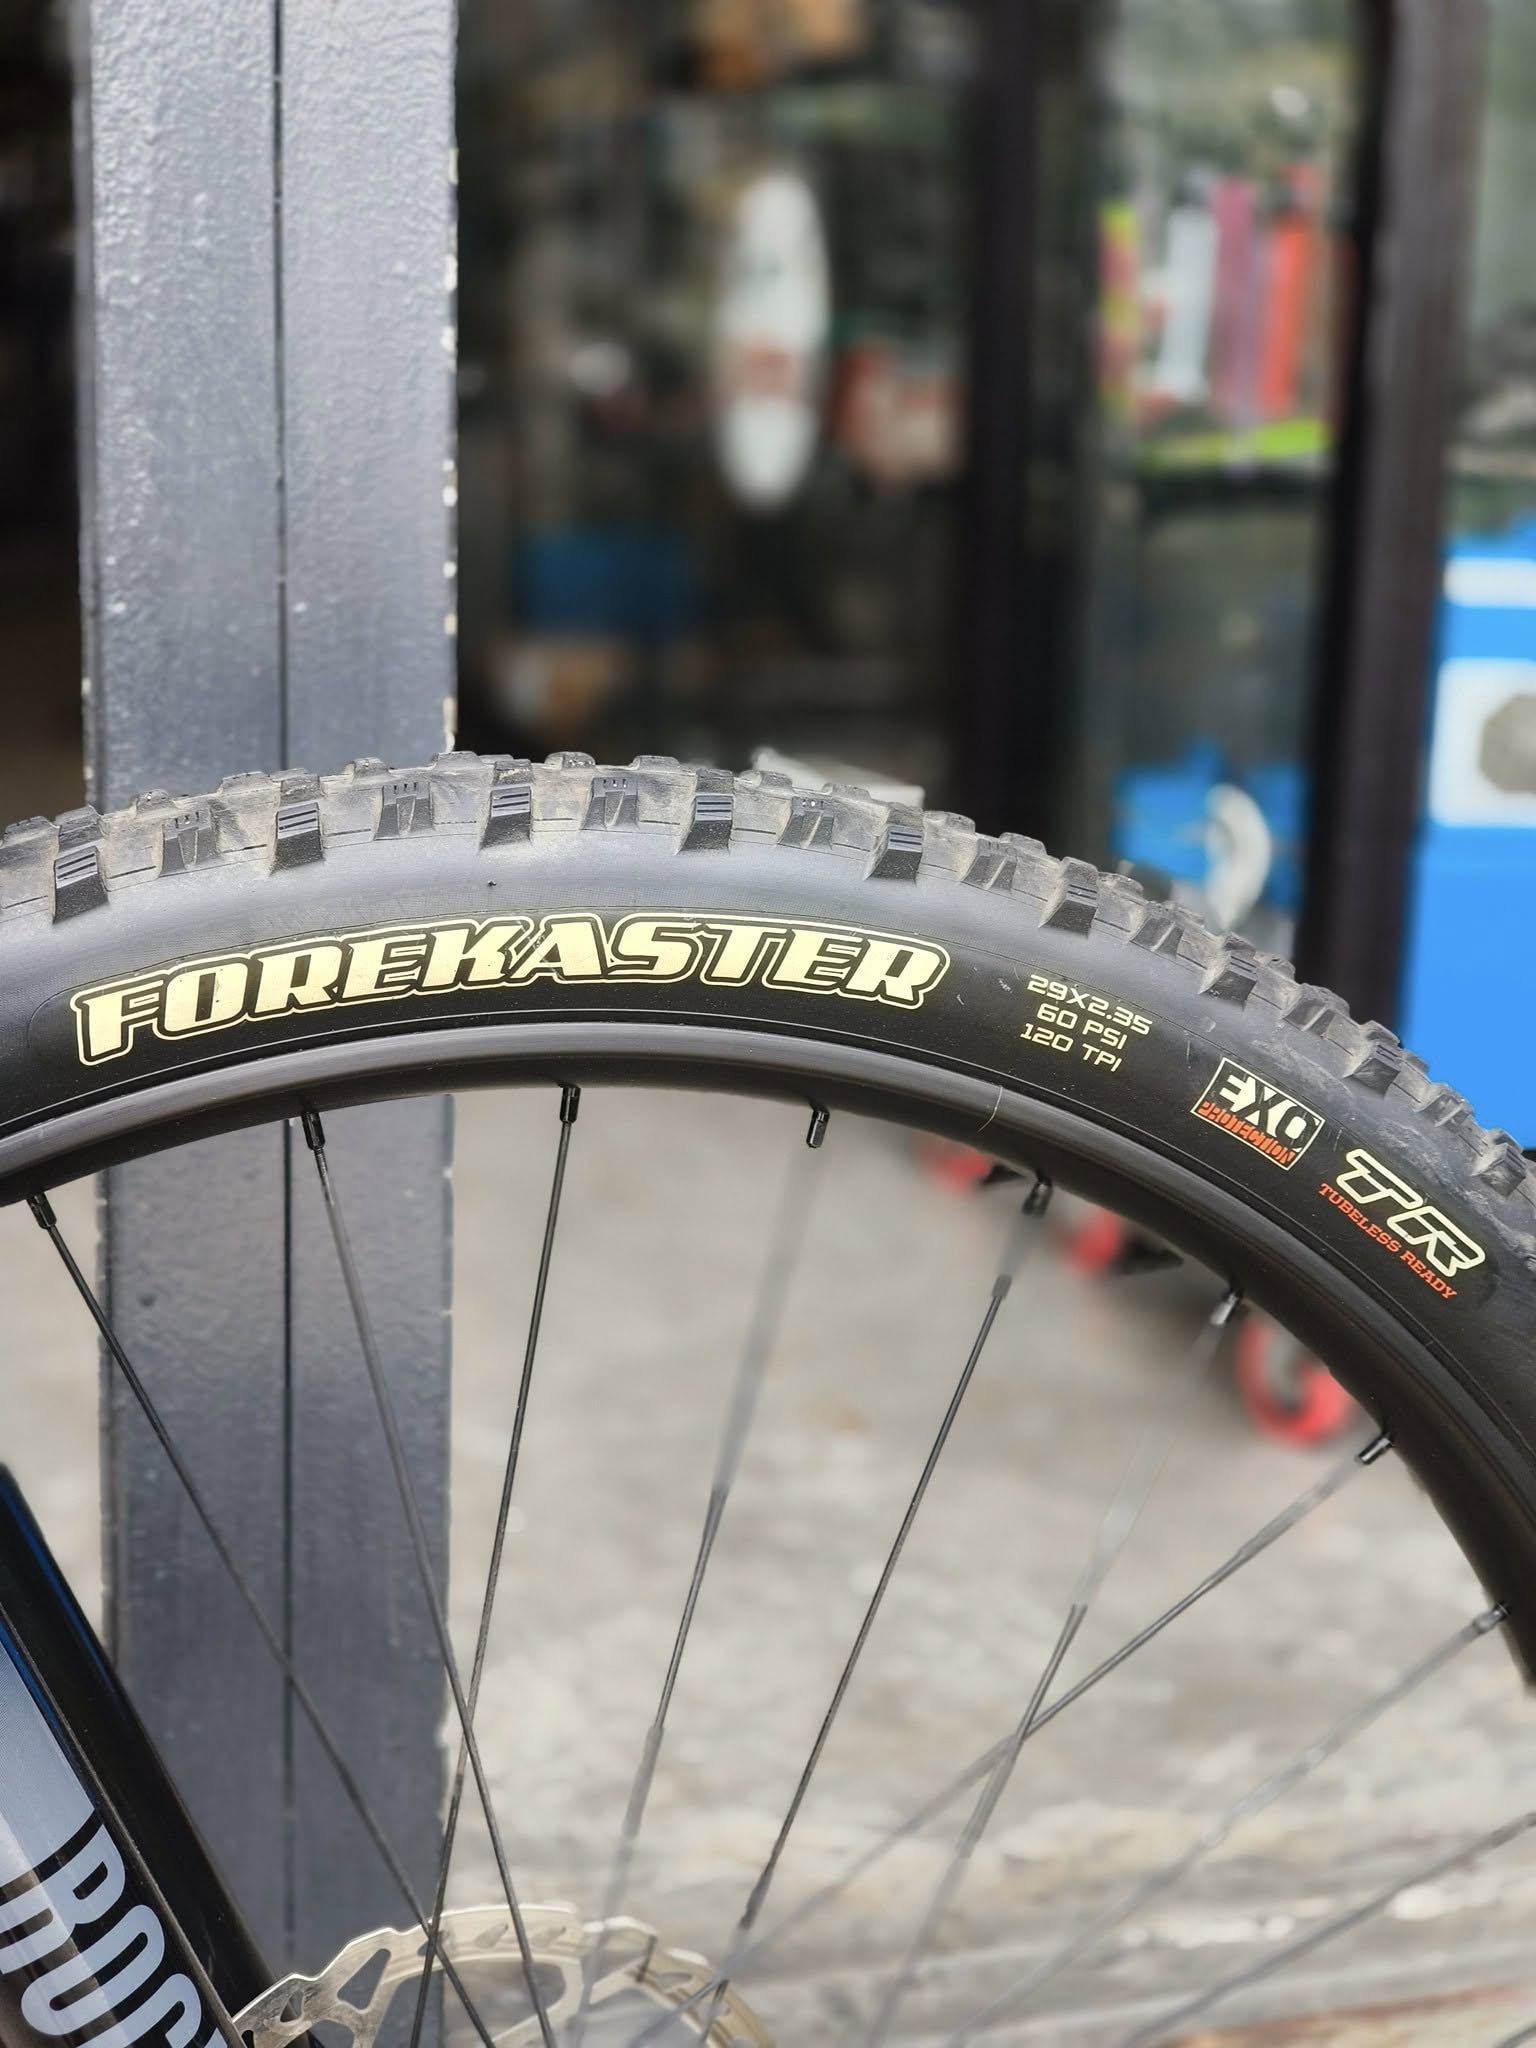 FOREKASTER
29X2.35
60 PSI
120 TPI
EXO
PROTECTION
TR
TUBELESS READY